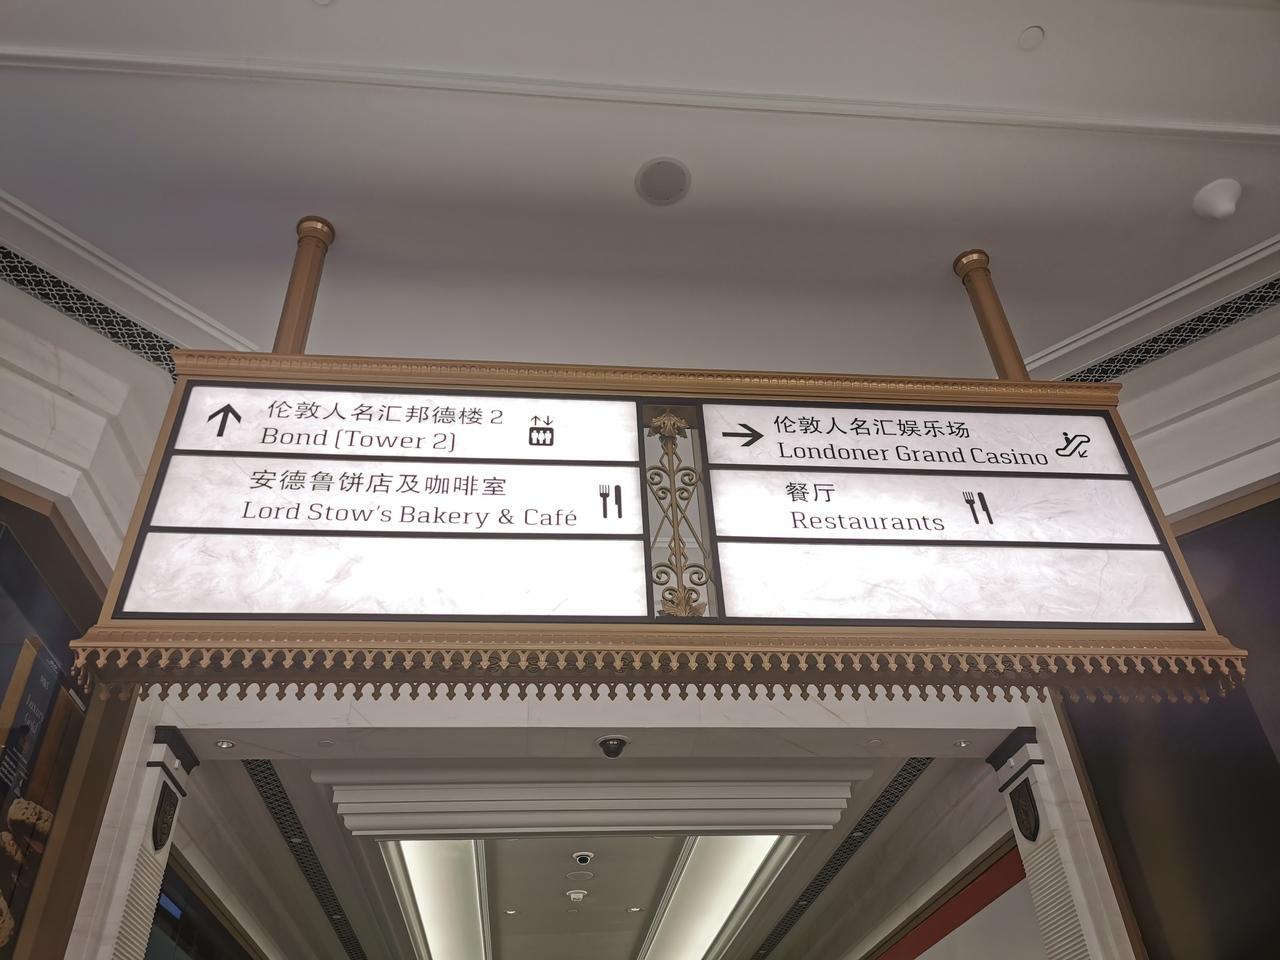 伦敦人名汇邦德楼 2
Bond (Tower 2)
安德鲁饼店及咖啡室
Lord Stow's Bakery & Café
伦敦人名汇娱乐场
Londoner Grand Casino
餐厅
Restaurants